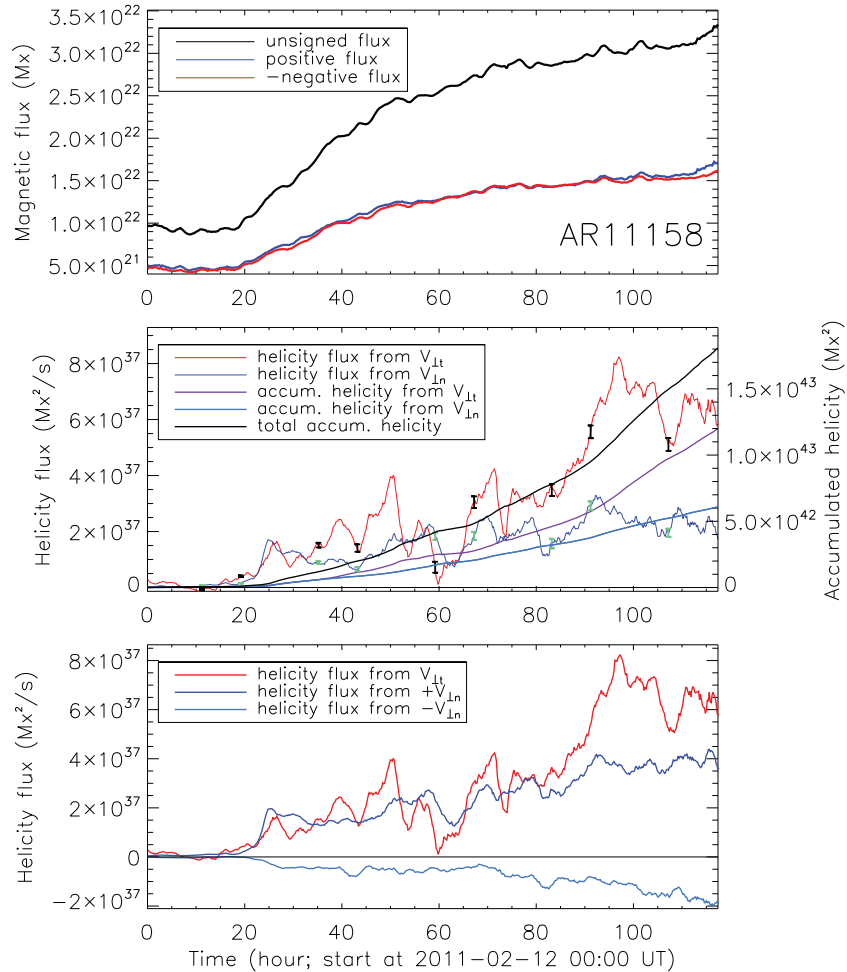 unsigned flux
positive flux
−negative flux
Magnetic flux (Mx)
3.5×10²²
3.0×10²²
2.5×10²²
2.0×10²²
1.5×10²²
1.0×10²²
5.0×10²¹
AR11158
0 20 40 60 80 100
helicity flux from V⊥t
helicity flux from V⊥n
accum. helicity from V⊥t
accum. helicity from V⊥n
total accum. helicity
Helicity flux (Mx²/s)
8×10³⁷
6×10³⁷
4×10³⁷
2×10³⁷
0
Accumulated helicity (Mx²)
1.5×10⁴³
1.0×10⁴³
5.0×10⁴²
0
0 20 40 60 80 100
helicity flux from V⊥t
helicity flux from +V⊥n
helicity flux from −V⊥n
Helicity flux (Mx²/s)
8×10³⁷
6×10³⁷
4×10³⁷
2×10³⁷
0
−2×10³⁷
0 20 40 60 80 100
Time (hour; start at 2011−02−12 00:00 UT)